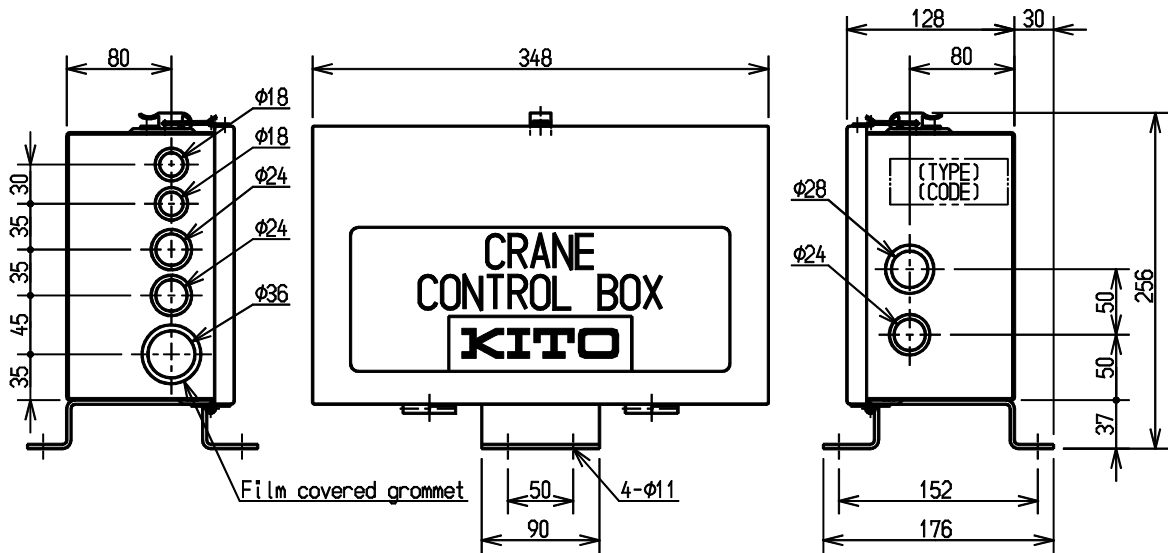 80
348
128
30
80
φ18
φ18
φ24
φ24
φ36
30
35
35
45
35
Film covered grommet
CRANE
CONTROL BOX
KITO
50
90
4-φ11
(TYPE)
(CODE)
φ28
φ24
50
50
37
256
152
176